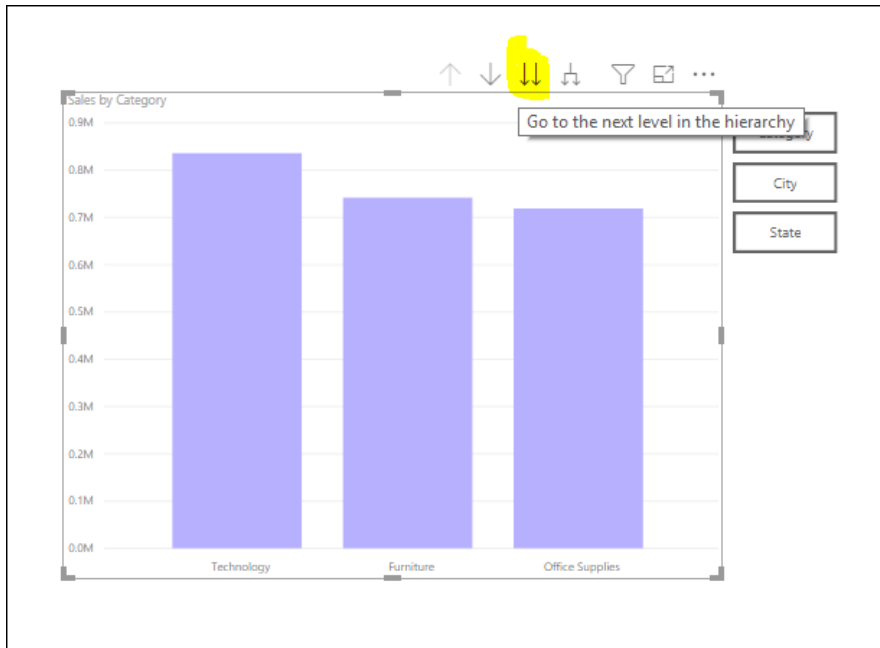 Sales by Category
Go to the next level in the hierarchy
0.9M
0.8M
0.7M
0.6M
0.5M
0.4M
0.3M
0.2M
0.1M
0.0M
Technology
Furniture
Office Supplies
City
State